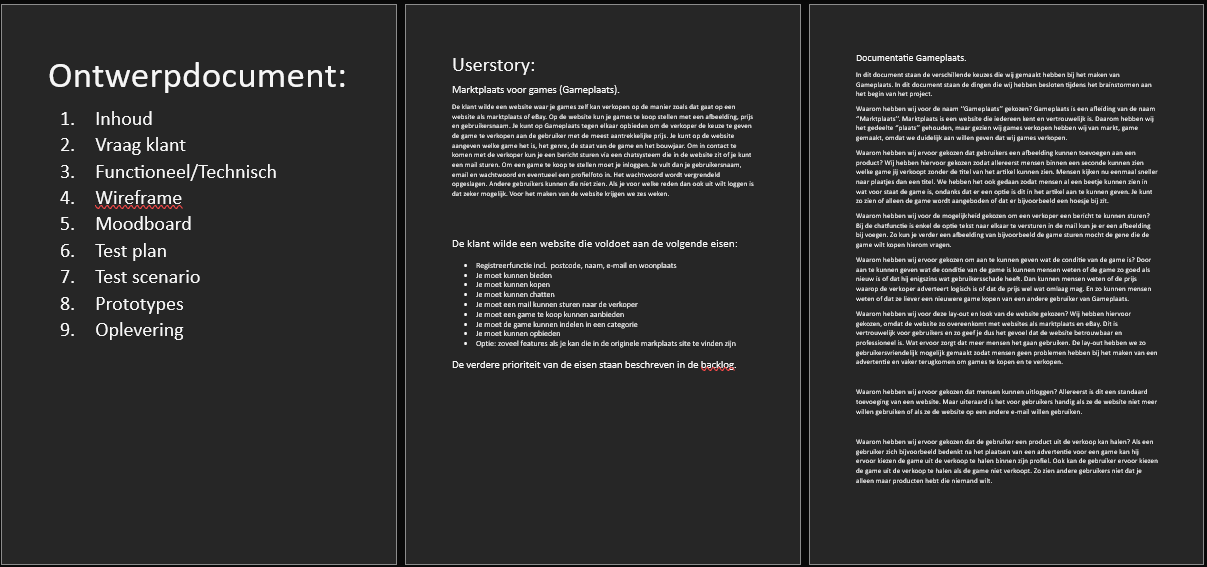 Ontwerpdocument:
1. Inhoud
2. Vraag klant
3. Functioneel/Technisch
4. Wireframe
5. Moodboard
6. Test plan
7. Test scenario
8. Prototypes
9. Oplevering
Userstory:
Marktplaats voor games (Gameplaats).
De klant wilde een website waar je games zelf kan verkopen op de manier zoals dat gaat op een
website als marktplaats of eBay. Op de website kun je games te koop stellen met een afbeelding, prijs
en gebruikersnaam. Je kunt op Gameplaats tegen elkaar opbieden om de verkoper de keuze te geven
de game te verkopen aan de gebruiker met de meest aantrekkelijke prijs. Je kunt op de website
aangeven welke game het is, het genre, de staat van de game en het bouwjaar. Om in contact te
komen met de verkoper kun je een bericht sturen via een chatsysteem die in de website zit of je kunt
een mail sturen. Om een game te koop te stellen moet je inloggen. Je vult dan je gebruikersnaam,
email en wachtwoord en eventueel een profielfoto in. Het wachtwoord wordt vergrendeld
opgeslagen. Andere gebruikers kunnen die niet zien. Als je voor welke reden dan ook uit wilt loggen is
dat zeker mogelijk. Voor het maken van de website krijgen we zes weken.
De klant wilde een website die voldoet aan de volgende eisen:
• Registreerfunctie incl. postcode, naam, e-mail en woonplaats
• Je moet kunnen bieden
• Je moet kunnen kopen
• Je moet kunnen chatten
• Je moet een mail kunnen sturen naar de verkoper
• Je moet een game te koop kunnen aanbieden
• Je moet de game kunnen indelen in een categorie
• Je moet kunnen opbieden
• Optie: zoveel features als je kan die in de originele markplaats site te vinden zijn
De verdere prioriteit van de eisen staan beschreven in de backlog.
Documentatie Gameplaats.
In dit document staan de verschillende keuzes die wij gemaakt hebben bij het maken van
Gameplaats. In dit document staan de dingen die wij hebben besloten tijdens het brainstormen aan
het begin van het project.
Waarom hebben wij voor de naam “Gameplaats” gekozen? Gameplaats is een afleiding van de naam
“Marktplaats”. Marktplaats is een website die iedereen kent en vertrouwelijk is. Daarom hebben wij
het gedeelte “plaats” gehouden, maar gezien wij games verkopen hebben wij van markt, game
gemaakt, omdat we duidelijk aan willen geven dat wij games verkopen.
Waarom hebben wij ervoor gekozen dat gebruikers een afbeelding kunnen toevoegen aan een
product? Wij hebben hiervoor gekozen zodat allereerst mensen binnen een seconde kunnen zien
welke game jij verkoopt zonder de titel van het artikel kunnen zien. Mensen kijken nu eenmaal sneller
naar plaatjes dan een titel. We hebben het ook gedaan zodat mensen al een beetje kunnen zien in
wat voor staat de game is, ondanks dat er een optie is dit in het artikel aan te kunnen geven. Je kunt
zo zien of alleen de game wordt aangeboden of dat er bijvoorbeeld een hoesje bij zit.
Waarom hebben wij voor de mogelijkheid gekozen om een verkoper een bericht te kunnen sturen?
Bij de chatfunctie is enkel de optie tekst naar elkaar te versturen in de mail kun je er een afbeelding
bij voegen. Zo kun je verder een afbeelding van bijvoorbeeld de game sturen mocht de gene die de
game wilt kopen hierom vragen.
Waarom hebben wij ervoor gekozen om aan te kunnen geven wat de conditie van de game is? Door
aan te kunnen geven wat de conditie van de game is kunnen mensen weten of de game zo goed als
nieuw is of dat hij enigszins wat gebruikersschade heeft. Dan kunnen mensen weten of de prijs
waarop de verkoper adverteert logisch is of dat de prijs wel wat omlaag mag. En zo kunnen mensen
weten of dat ze liever een nieuwere game kopen van een andere gebruiker van Gameplaats.
Waarom hebben wij voor deze lay-out en look van de website gekozen? Wij hebben hiervoor
gekozen, omdat de website zo overeenkomt met websites als marktplaats en eBay. Dit is
vertrouwelijk voor gebruikers en zo geef je dus het gevoel dat de website betrouwbaar en
professioneel is. Wat ervoor zorgt dat meer mensen het gaan gebruiken. De lay-out hebben we zo
gebruikersvriendelijk mogelijk gemaakt zodat mensen geen problemen hebben bij het maken van een
advertentie en vaker terugkomen om games te kopen en te verkopen.
Waarom hebben wij ervoor gekozen dat mensen kunnen uitloggen? Allereerst is dit een standaard
toevoeging van een website. Maar uiteraard is het voor gebruikers handig als ze de website niet meer
willen gebruiken of als ze de website op een andere e-mail willen gebruiken.
Waarom hebben wij ervoor gekozen dat de gebruiker een product uit de verkoop kan halen? Als een
gebruiker zich bijvoorbeeld bedenkt na het plaatsen van een advertentie voor een game kan hij
ervoor kiezen de game uit de verkoop te halen binnen zijn profiel. Ook kan de gebruiker ervoor kiezen
de game uit de verkoop te halen als de game niet verkoopt. Zo zien andere gebruikers niet dat je
alleen maar producten hebt die niemand wilt.